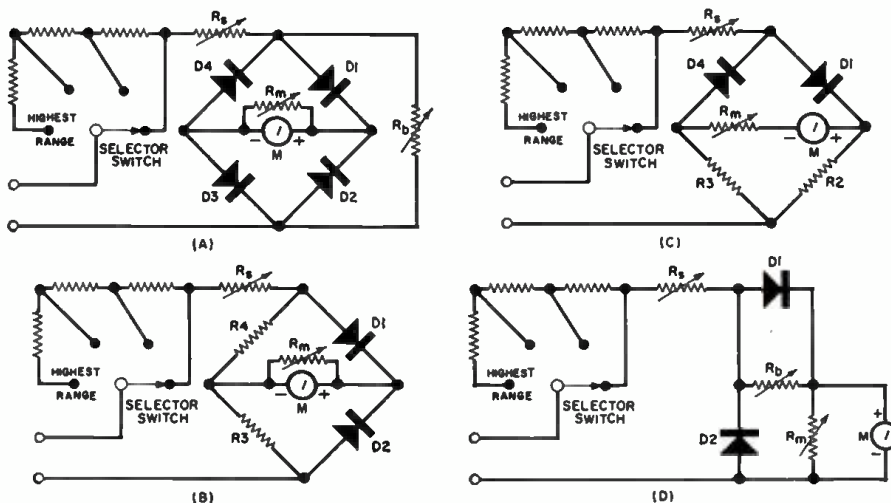 Rs
D4
D1
Rm
Rb
HIGHEST
RANGE
SELECTOR
SWITCH
- +
M
D3
D2
(A)
Rs
D4
D1
Rm
HIGHEST
RANGE
SELECTOR
SWITCH
- +
M
R3
R2
(C)
Rs
R4
D1
Rm
HIGHEST
RANGE
SELECTOR
SWITCH
- +
M
R3
D2
(B)
D1
Rs
Rb
HIGHEST
RANGE
SELECTOR
SWITCH
D2
Rm
+
M
-
(D)